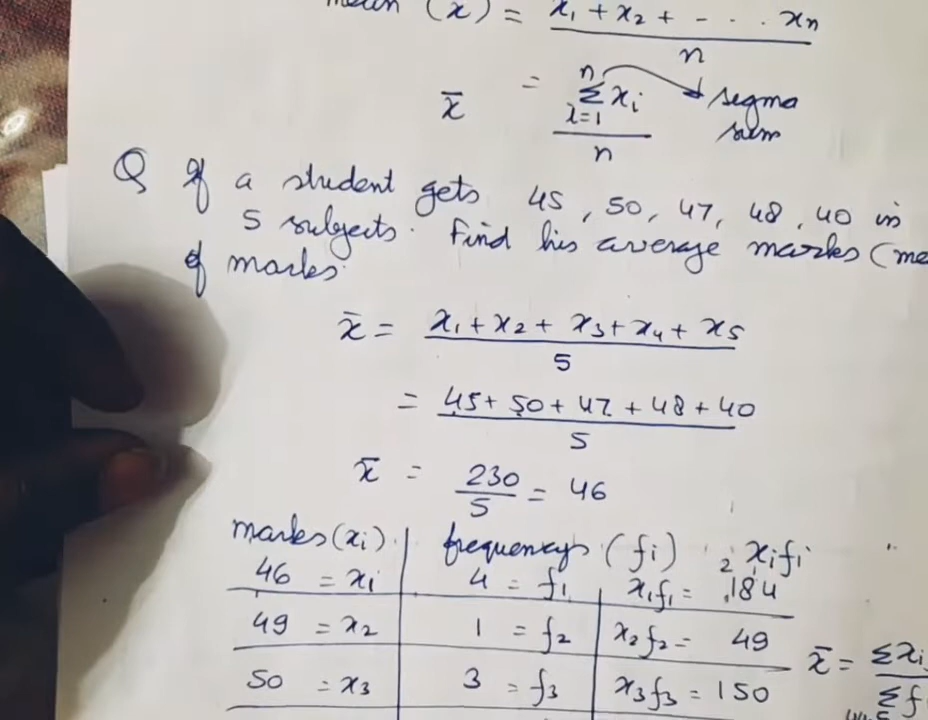 mean (x) = x₁ + x₂ + - . . . xₙ
n
x̄ = n
Σ xᵢ → segma
i=1 sum
n
Q If a student gets 45, 50, 47, 48, 40 in
5 subjects. Find his average marks (me
of marks.
x̄ = x₁ + x₂ + x₃ + x₄ + x₅
5
= 45 + 50 + 47 + 48 + 40
5
x̄ = 230 = 46
5
marks (xᵢ) frequency (fᵢ) xᵢfᵢ
46 = x₁ 4 = f₁ x₁f₁ = 184
49 = x₂ 1 = f₂ x₂f₂ = 49
x̄ = Σxᵢ
50 = x₃ 3 = f₃ x₃f₃ = 150
Σf